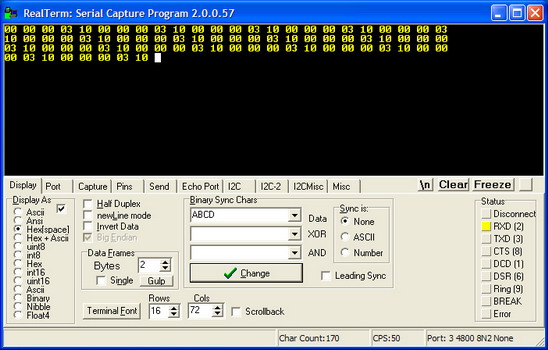 RealTerm: Serial Capture Program 2.0.0.57
00 00 00 03 10 00 00 00 03 10 00 00 00 03 10 00 00 00 03 10 00 00 00 03
10 00 00 00 03 10 00 00 00 03 10 00 00 00 03 10 00 00 00 03 10 00 00 00
03 10 00 00 00 03 10 00 00 00 03 10 00 00 00 03 10 00 00 00 03 10 00 00
00 03 10 00 00 00 03 10
Display Port Capture Pins Send Echo Port I2C I2C-2 I2CMisc Misc \n Clear Freeze
Display As
Ascii
Ansi
Hex[space]
Hex + Ascii
uint8
int8
Hex
int16
uint16
Ascii
Binary
Nibble
Float4
Half Duplex
newLine mode
Invert Data
Big Endian
Data Frames
Bytes 2
Single Gulp
Terminal Font
Rows
16
Cols
72
Scrollback
Binary Sync Chars
ABCD
Data
XOR
AND
Change
Sync is:
None
ASCII
Number
Leading Sync
Status
Disconnect
RXD (2)
TXD (3)
CTS (8)
DCD (1)
DSR (6)
Ring (9)
BREAK
Error
Char Count:170 CPS:50 Port: 3 4800 8N2 None